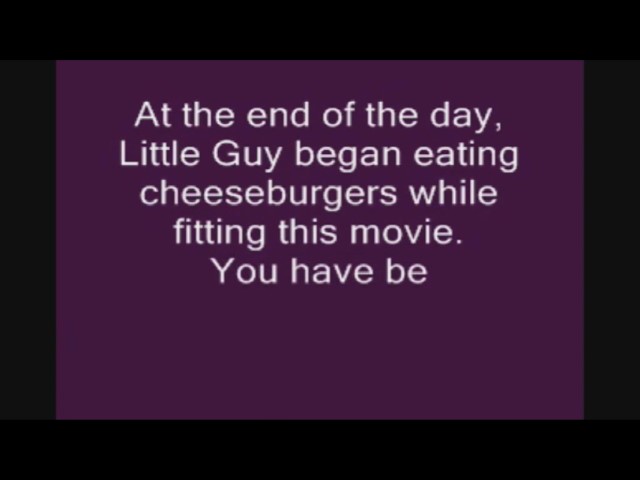 At the end of the day,
Little Guy began eating
cheeseburgers while
fitting this movie.
You have be